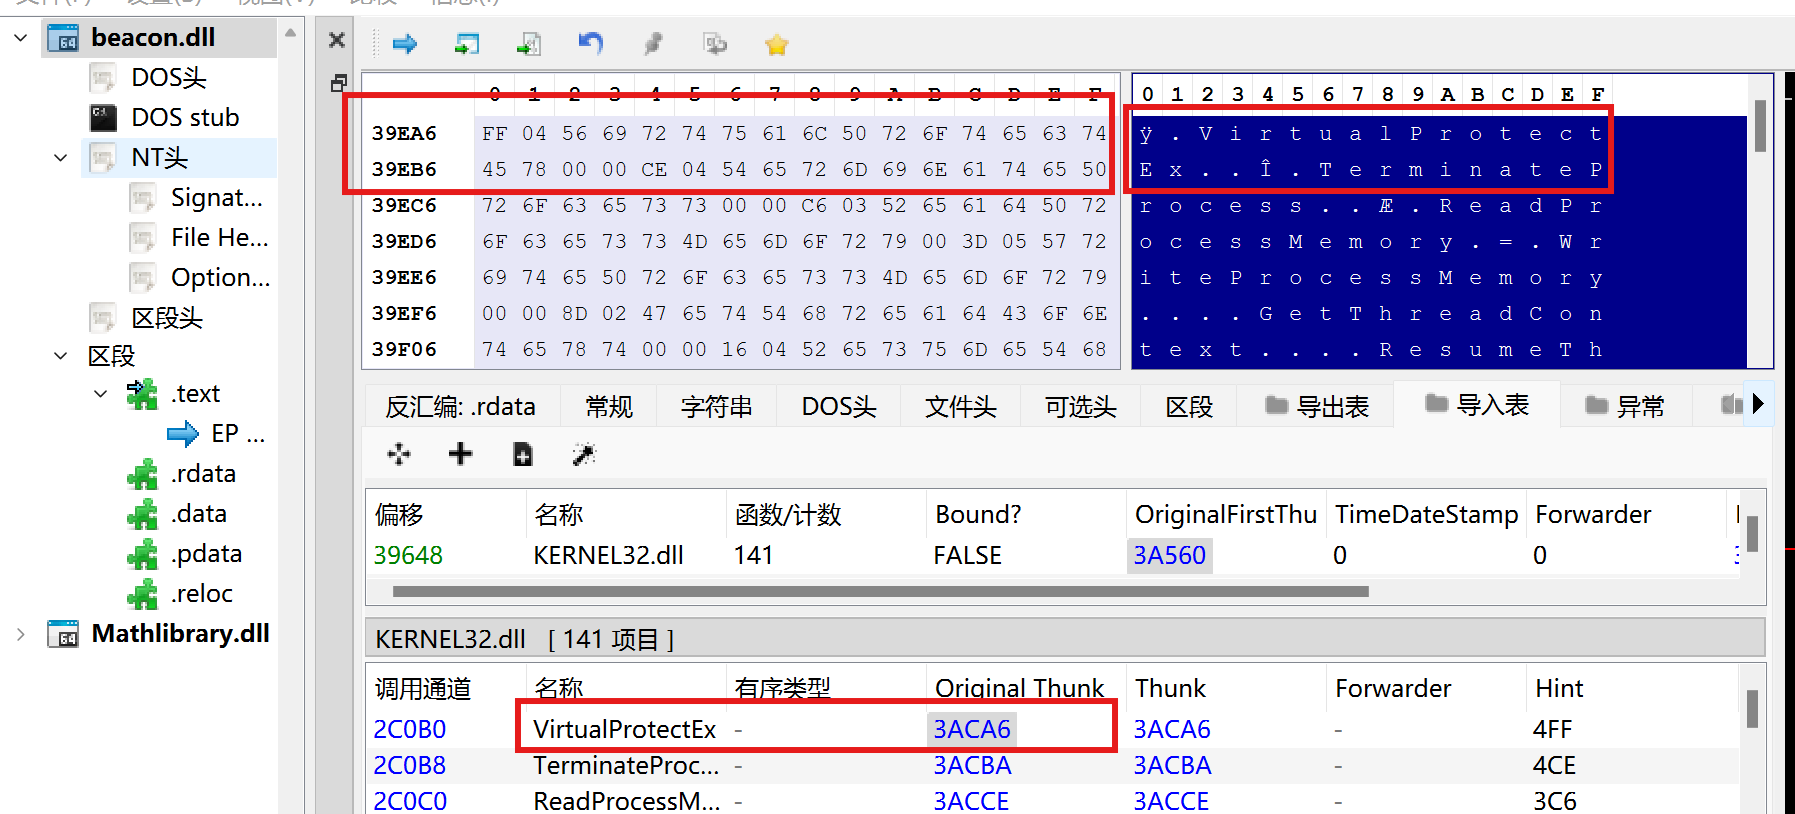 beacon.dll
DOS头
DOS stub
NT头
Signat...
File He...
Option...
区段头
区段
.text
EP ...
.rdata
.data
.pdata
.reloc
Mathlibrary.dll
0 1 2 3 4 5 6 7 8 9 A B C D E F
39EA6 FF 04 56 69 72 74 75 61 6C 50 72 6F 74 65 63 74
39EB6 45 78 00 00 CE 04 54 65 72 6D 69 6E 61 74 65 50
39EC6 72 6F 63 65 73 73 00 00 C6 03 52 65 61 64 50 72
39ED6 6F 63 65 73 73 4D 65 6D 6F 72 79 00 3D 05 57 72
39EE6 69 74 65 50 72 6F 63 65 73 73 4D 65 6D 6F 72 79
39EF6 00 00 8D 02 47 65 74 54 68 72 65 61 64 43 6F 6E
39F06 74 65 78 74 00 00 16 04 52 65 73 75 6D 65 54 68
0 1 2 3 4 5 6 7 8 9 A B C D E F
ÿ . V i r t u a l P r o t e c t
E x . . Î . T e r m i n a t e P
r o c e s s . . Æ . R e a d P r
o c e s s M e m o r y . = . W r
i t e P r o c e s s M e m o r y
. . . . G e t T h r e a d C o n
t e x t . . . . R e s u m e T h
反汇编: .rdata 常规 字符串 DOS头 文件头 可选头 区段 导出表 导入表 异常
偏移 名称 函数/计数 Bound? OriginalFirstThu TimeDateStamp Forwarder
39648 KERNEL32.dll 141 FALSE 3A560 0 0
KERNEL32.dll [ 141 项目 ]
调用通道 名称 有序类型 Original Thunk Thunk Forwarder Hint
2C0B0 VirtualProtectEx - 3ACA6 3ACA6 - 4FF
2C0B8 TerminateProc... - 3ACBA 3ACBA - 4CE
2C0C0 ReadProcessM... - 3ACCE 3ACCE - 3C6